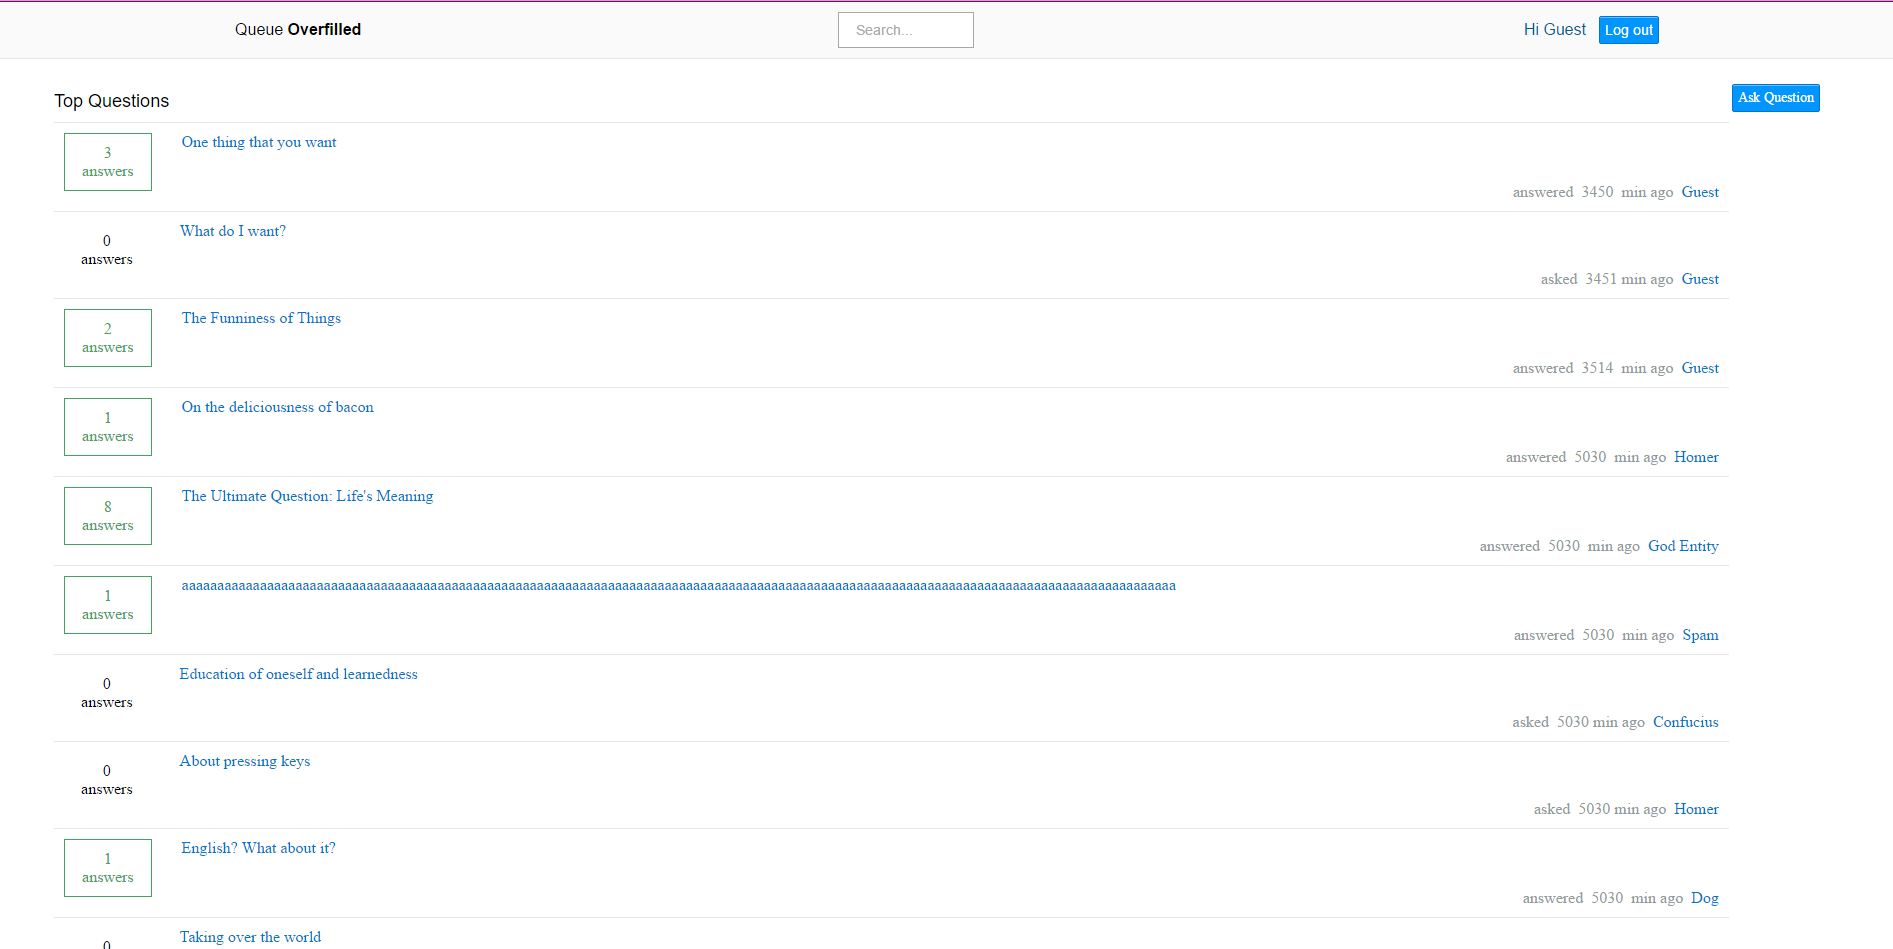 Queue Overfilled
Search...
Hi Guest
Log out
Top Questions
Ask Question
3
answers
One thing that you want
answered 3450 min ago Guest
0
answers
What do I want?
asked 3451 min ago Guest
2
answers
The Funniness of Things
answered 3514 min ago Guest
1
answers
On the deliciousness of bacon
answered 5030 min ago Homer
8
answers
The Ultimate Question: Life's Meaning
answered 5030 min ago God Entity
1
answers
aaaaaaaaaaaaaaaaaaaaaaaaaaaaaaaaaaaaaaaaaaaaaaaaaaaaaaaaaaaaaaaaaaaaaaaaaaaaaaaaaaaaaaaaaaaaaaaaaaaaaaaaaaaaaaaaaaaaaaaaaaaaaaaaaaaaaaaaaaaaaaaa
answered 5030 min ago Spam
0
answers
Education of oneself and learnedness
asked 5030 min ago Confucius
0
answers
About pressing keys
asked 5030 min ago Homer
1
answers
English? What about it?
answered 5030 min ago Dog
0
Taking over the world